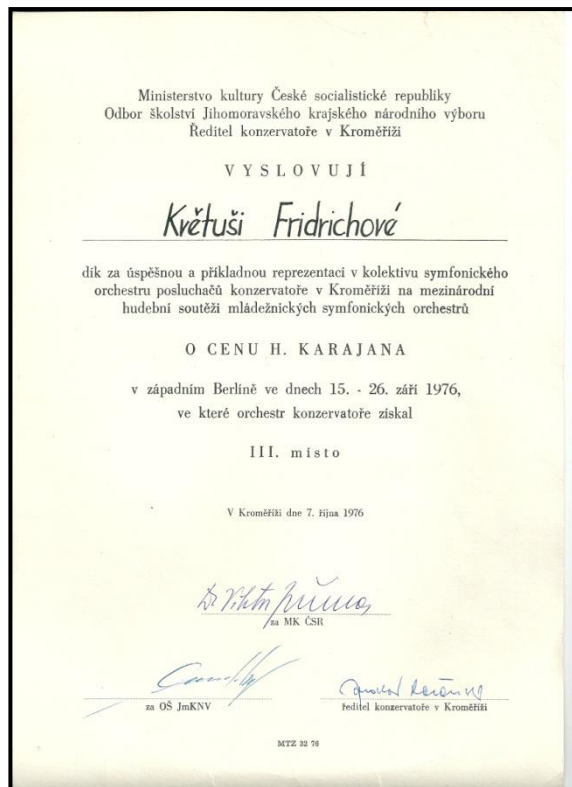 Ministerstvo kultury České socialistické republiky
Odbor školství Jihomoravského krajského národního výboru
Ředitel konzervatoře v Kroměříži
VYSLOVUJÍ
Květuši Fridrichové
dík za úspěšnou a příkladnou reprezentaci v kolektivu symfonického
orchestru posluchačů konzervatoře v Kroměříži na mezinárodní
hudební soutěži mládežnických symfonických orchestrů
O CENU H. KARAJANA
v západním Berlíně ve dnech 15. - 26. září 1976,
ve které orchestr konzervatoře získal
III. místo
V Kroměříži dne 7. října 1976
Dr Viktor
za MK ČSR
za OŠ JmKNV
ředitel konzervatoře v Kroměříži
MTZ 32 76